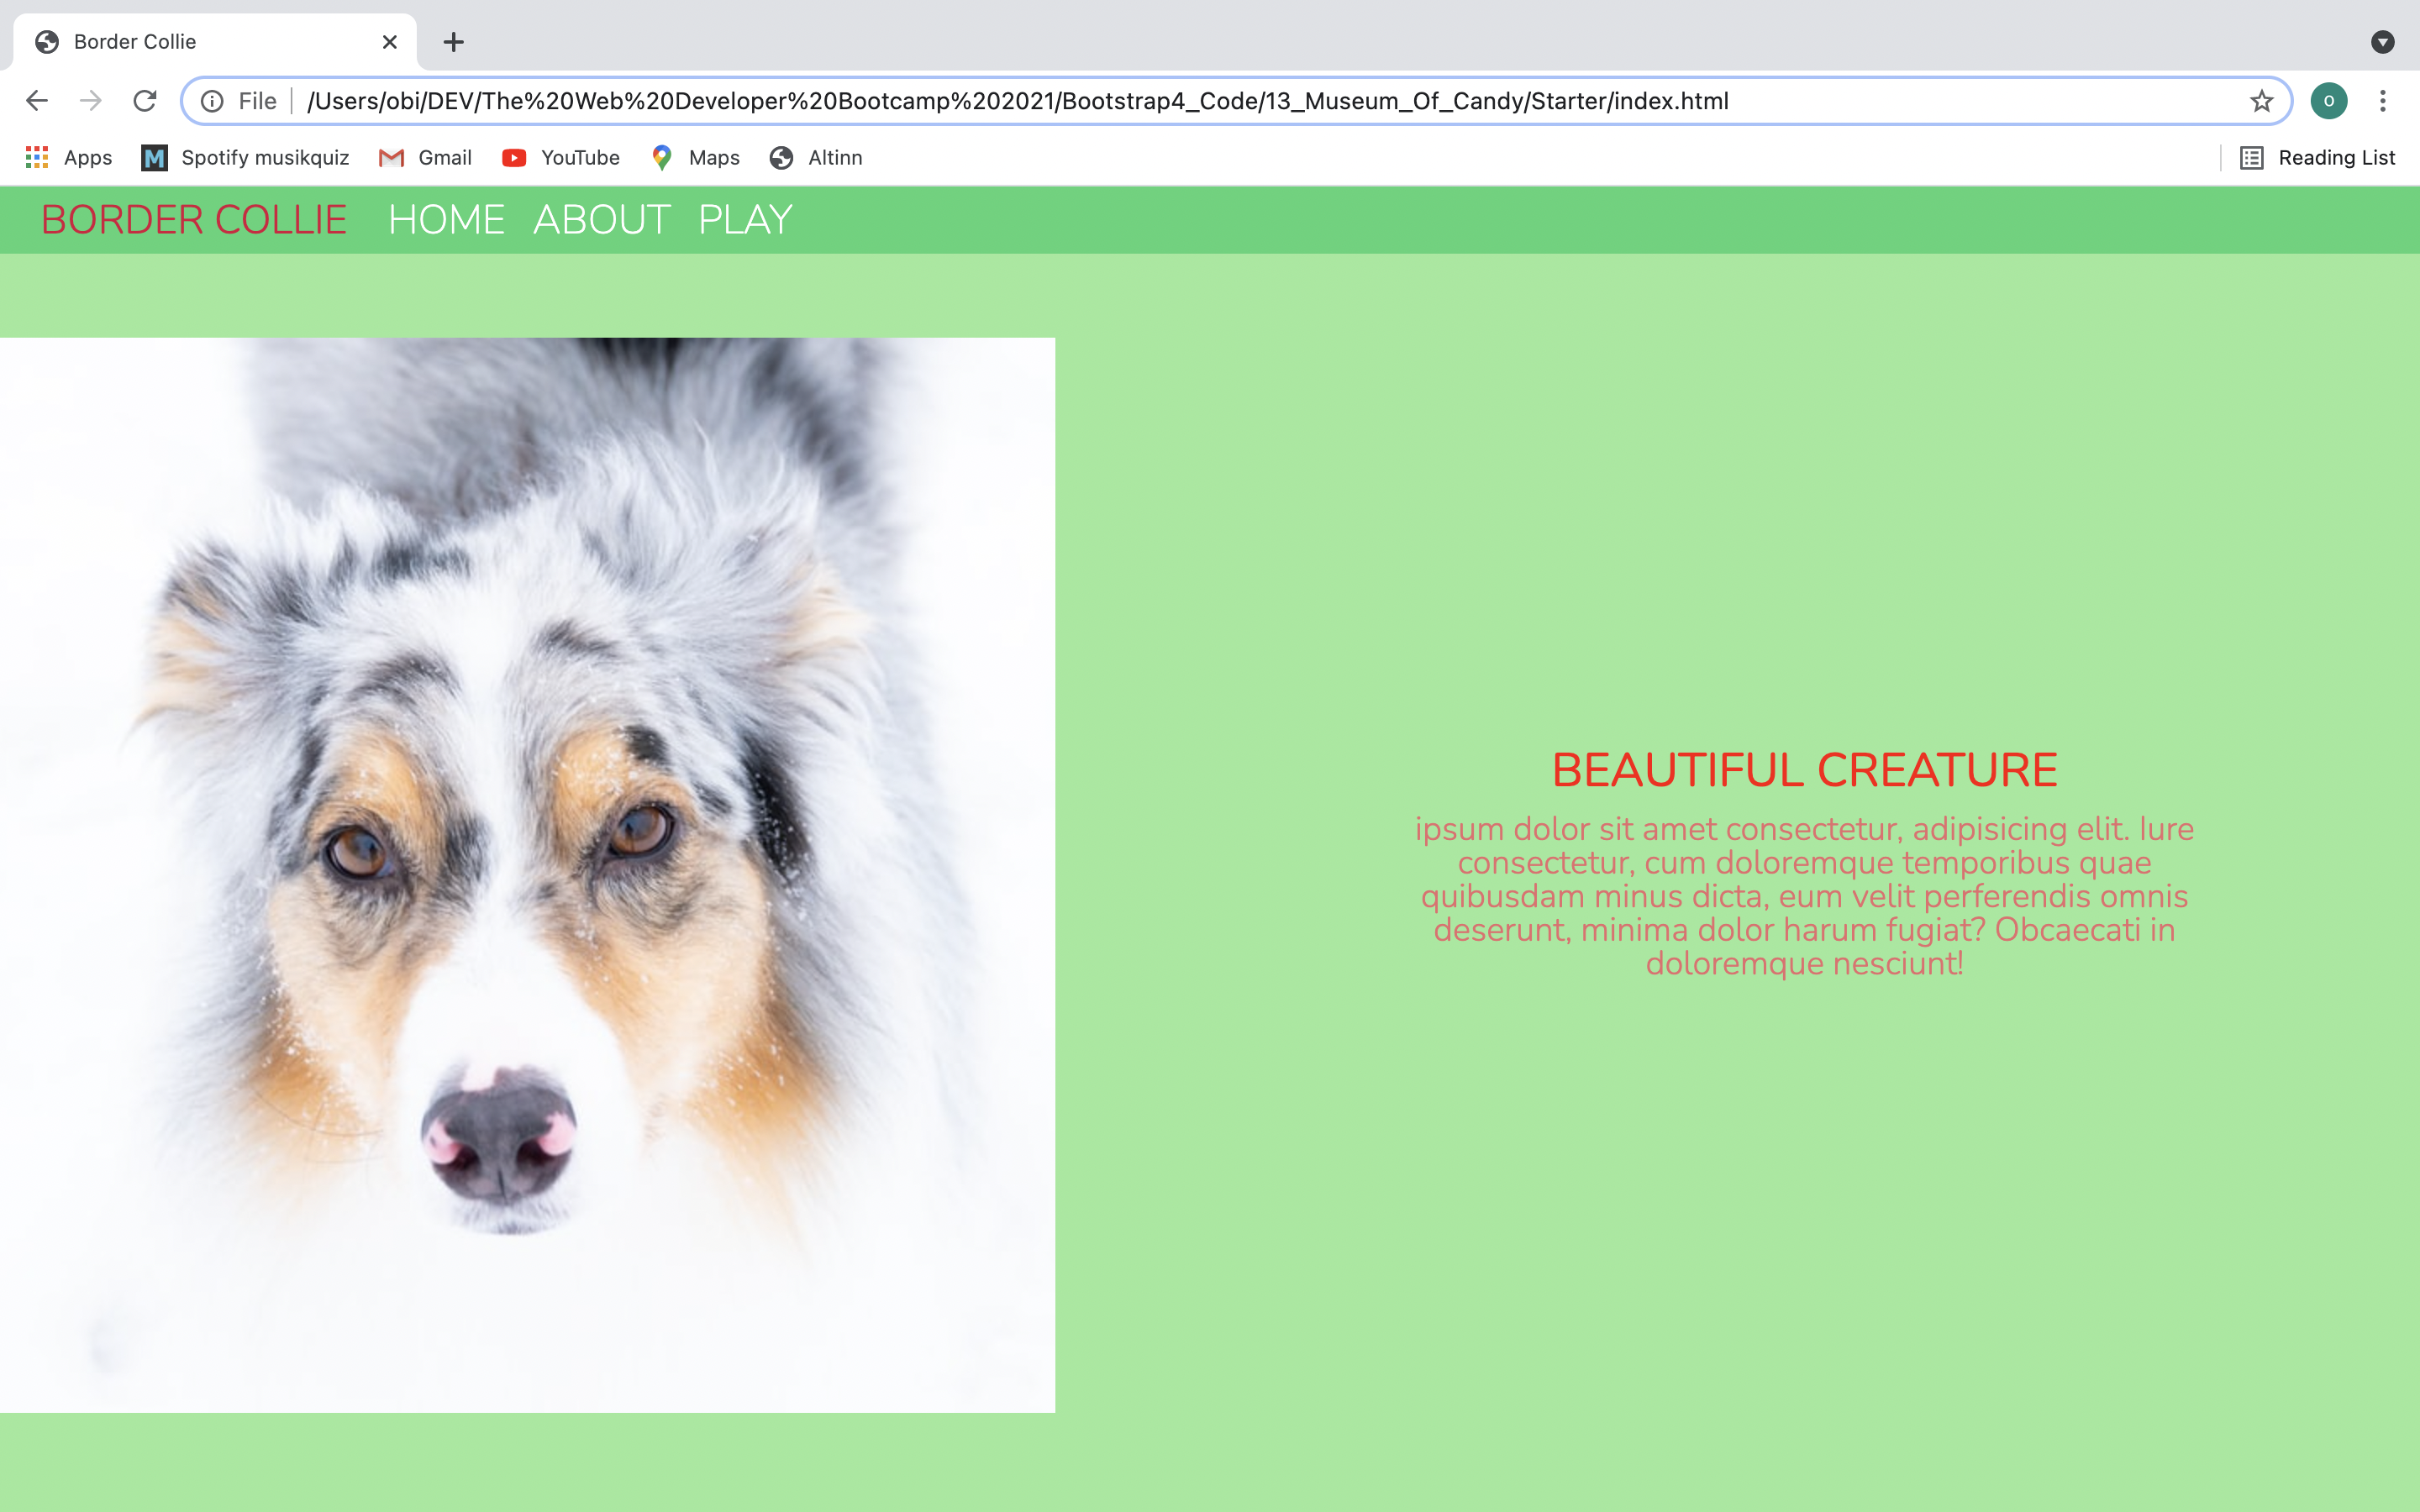 Border Collie
File /Users/obi/DEV/The%20Web%20Developer%20Bootcamp%202021/Bootstrap4_Code/13_Museum_Of_Candy/Starter/index.html
O
Apps M Spotify musikquiz Gmail YouTube Maps Altinn Reading List
BORDER COLLIE HOME ABOUT PLAY
BEAUTIFUL CREATURE
ipsum dolor sit amet consectetur, adipisicing elit. Iure
consectetur, cum doloremque temporibus quae
quibusdam minus dicta, eum velit perferendis omnis
deserunt, minima dolor harum fugiat? Obcaecati in
doloremque nesciunt!